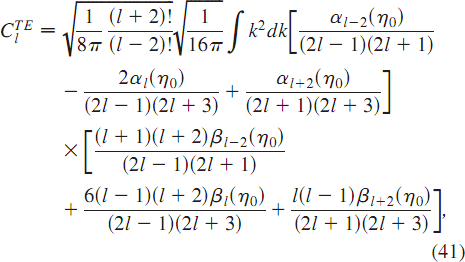 C_l^{TE} = \sqrt{\frac{1}{8\pi} \frac{(l+2)!}{(l-2)!}} \sqrt{\frac{1}{16\pi}} \int k^2 dk \left[ \frac{\alpha_{l-2}(\eta_0)}{(2l-1)(2l+1)} \right.
- \frac{2\alpha_l(\eta_0)}{(2l-1)(2l+3)} + \left. \frac{\alpha_{l+2}(\eta_0)}{(2l+1)(2l+3)} \right]
\times \left[ \frac{(l+1)(l+2)\beta_{l-2}(\eta_0)}{(2l-1)(2l+1)} \right.
+ \frac{6(l-1)(l+2)\beta_l(\eta_0)}{(2l-1)(2l+3)} + \left. \frac{l(l-1)\beta_{l+2}(\eta_0)}{(2l+1)(2l+3)} \right],
(41)